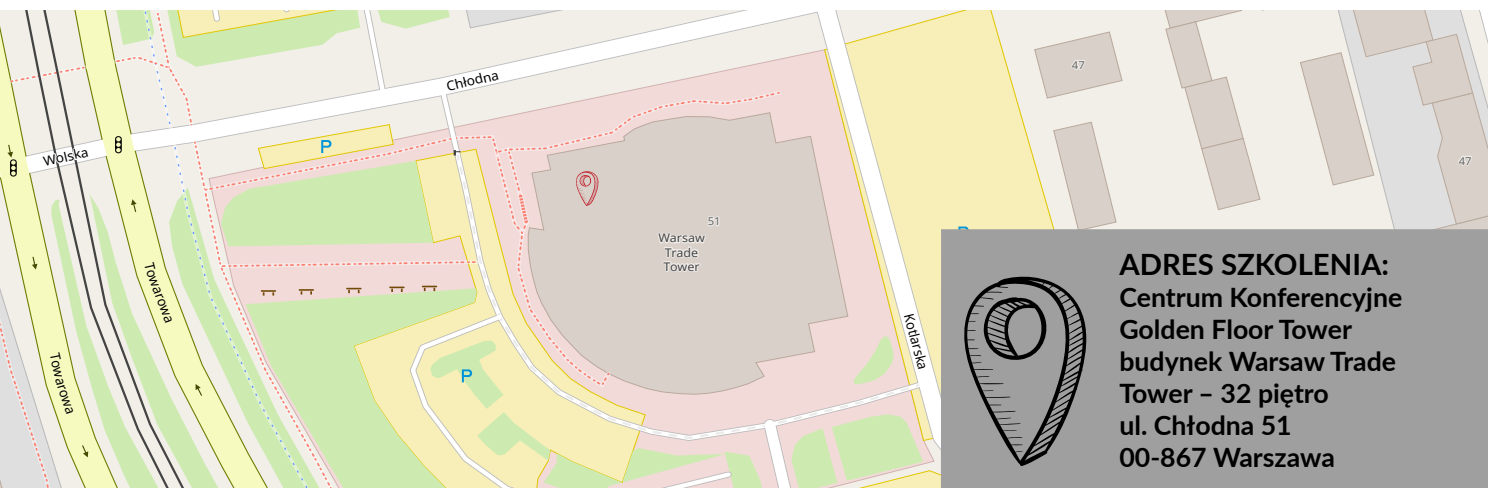 Chłodna
Wolska
P
47
47
51
Warsaw
Trade
Tower
Towarowa
Towarowa
Kotlarska
P
P
ADRES SZKOLENIA:
Centrum Konferencyjne
Golden Floor Tower
budynek Warsaw Trade
Tower – 32 piętro
ul. Chłodna 51
00-867 Warszawa